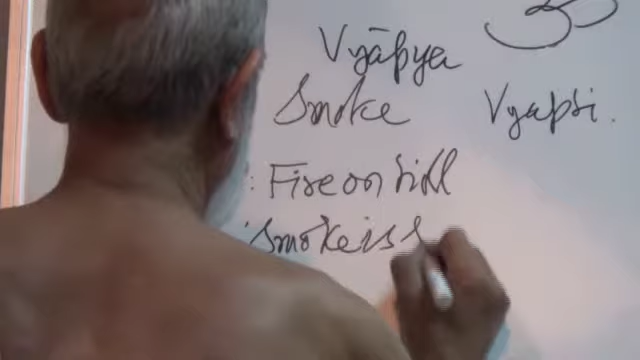 Vyāpya
Smoke Vyapti.
: Fire on hill
Smoke is s